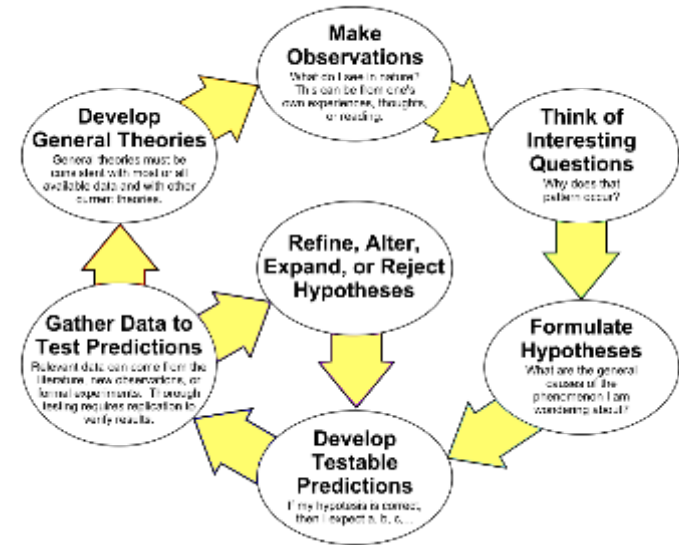 Make
Observations
What do I see in nature?
This can be from one's
own experiences, thoughts,
or reading.
Think of
Interesting
Questions
Why does that
pattern occur?
Formulate
Hypotheses
What are the general
causes of the
phenomenon I am
wondering about?
Develop
Testable
Predictions
If my hypotesis is correct,
then I expect a, b, c,...
Gather Data to
Test Predictions
Relevant data can come from the
literature, new observations, or
formal experiments. Thorough
testing requires replication to
verify results.
Refine, Alter,
Expand, or Reject
Hypotheses
Develop
General Theories
General theories must be
consistent with most or all
available data and with other
current theories.